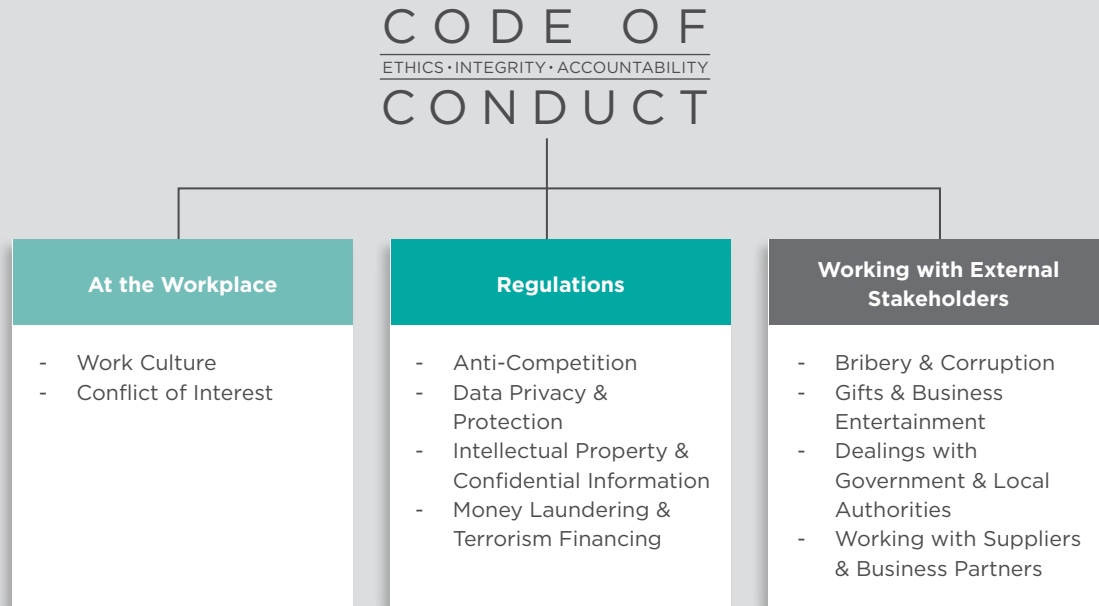 CODE OF
ETHICS • INTEGRITY • ACCOUNTABILITY
CONDUCT
At the Workplace
- Work Culture
- Conflict of Interest
Regulations
- Anti-Competition
- Data Privacy &
Protection
- Intellectual Property &
Confidential Information
- Money Laundering &
Terrorism Financing
Working with External
Stakeholders
- Bribery & Corruption
- Gifts & Business
Entertainment
- Dealings with
Government & Local
Authorities
- Working with Suppliers
& Business Partners